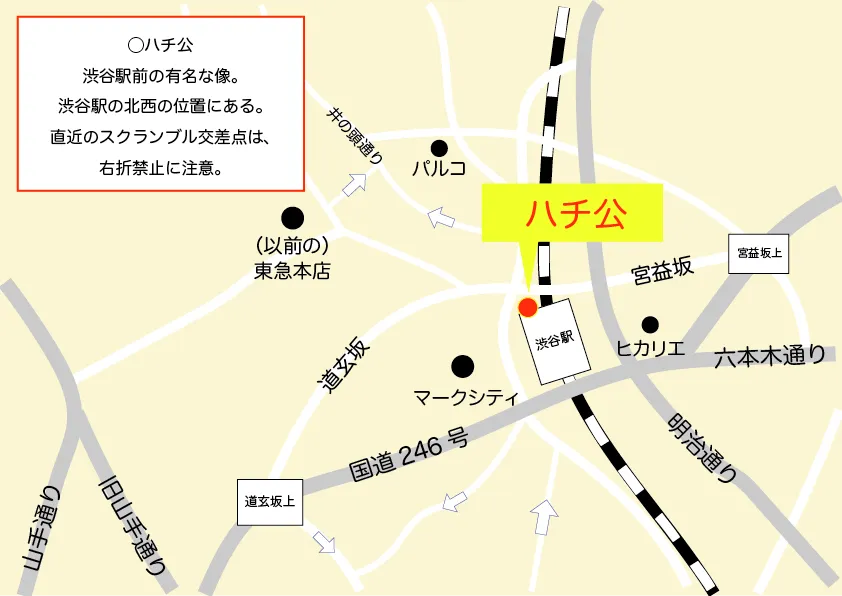 ○ハチ公
渋谷駅前の有名な像。
渋谷駅の北西の位置にある。
直近のスクランブル交差点は、
右折禁止に注意。
井の頭通り
パルコ
ハチ公
(以前の)
東急本店
宮益坂
宮益坂上
渋谷駅
ヒカリエ
六本木通り
道玄坂
マークシティ
国道246号
明治通り
道玄坂上
山手通り
旧山手通り